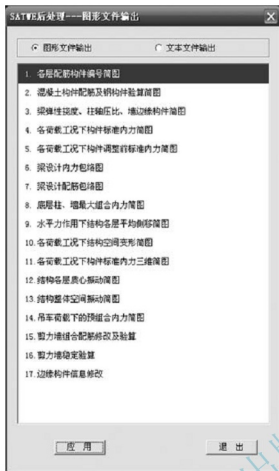 SATWE后处理---图形文件输出
图形文件输出 文本文件输出
1. 各层配筋构件编号简图
2. 混凝土构件配筋及钢构件验算简图
3. 梁弹性挠度、柱轴压比、墙边缘构件简图
4. 各荷载工况下构件标准内力简图
5. 各荷载工况下构件调整前标准内力简图
6. 梁设计内力包络图
7. 梁设计配筋包络图
8. 底层柱、墙最大组合内力简图
9. 水平力作用下结构各层平均侧移简图
10. 各荷载工况下结构空间变形简图
11. 各荷载工况下构件标准内力三维简图
12. 结构各层质心振动简图
13. 结构整体空间振动简图
14. 吊车荷载下的预组合内力简图
15. 剪力墙组合配筋修改及验算
16. 剪力墙稳定验算
17. 边缘构件信息修改
应 用 退 出